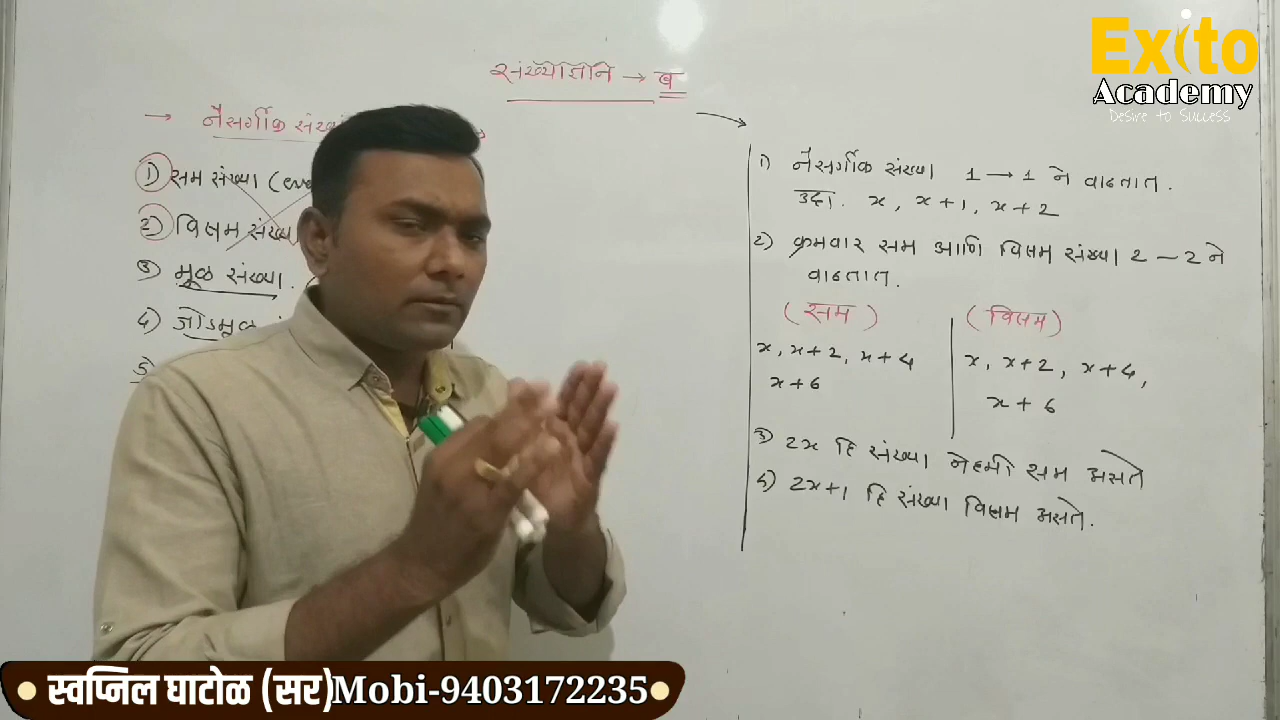 Exito
Academy
Desire to Success
संख्याज्ञान → ब
→ नैसर्गीक
1) सम संख्या
2) विषम संख्या
3) मूळ संख्या.
4) जोडमूळ
5)
1) नैसर्गीक संख्या 1 → 1 ने वाढतात.
उदा. x, x+1, x+2
2) क्रमवार सम आणि विषम संख्या 2 – 2 ने
वाढतात.
(सम)
x, x+2, x+4
x+6
(विषम)
x, x+2, x+4,
x+6
3) 2x हि संख्या नेहमी सम असते
4) 2x+1 हि संख्या विषम असते.
स्वप्निल घाटोळ (सर) Mobi-9403172235